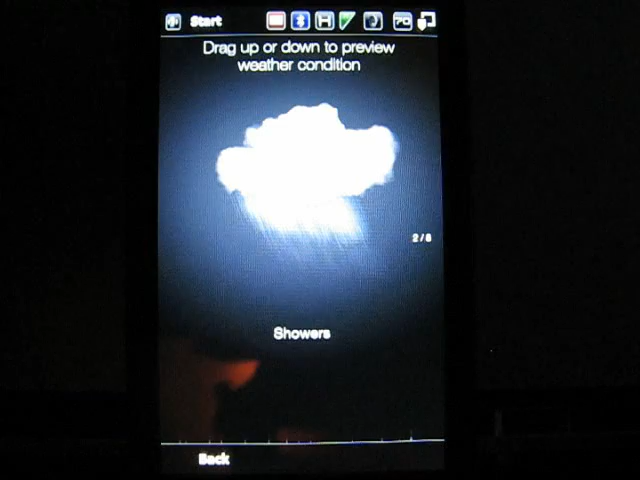 Start
Drag up or down to preview
weather condition
2/8
Showers
Back